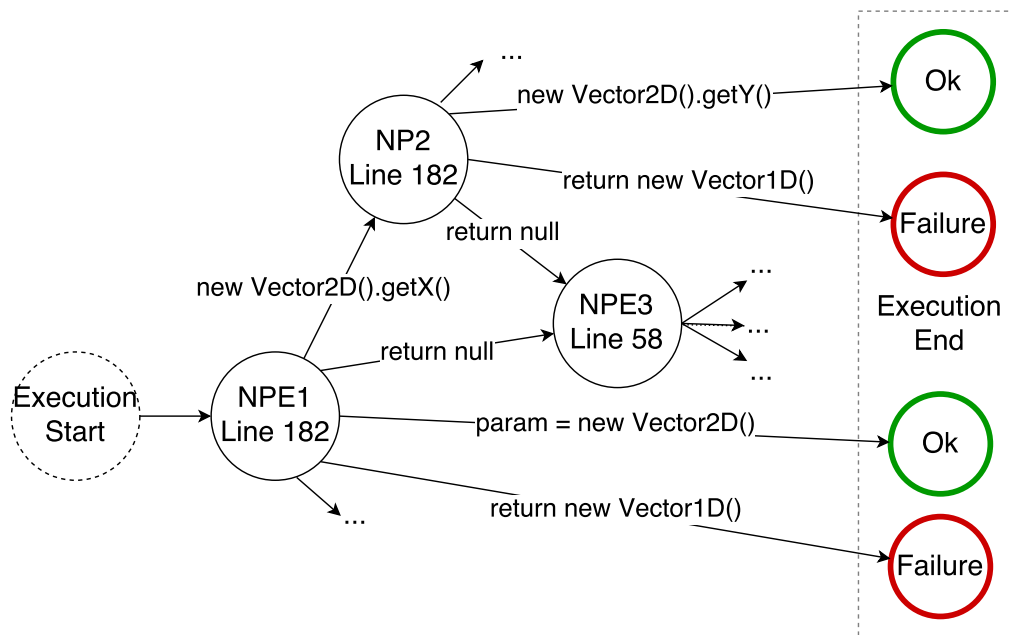 ...
new Vector2D().getY()
Ok
NP2
Line 182
return new Vector1D()
Failure
return null
...
new Vector2D().getX()
NPE3
Line 58
...
Execution
End
return null
...
Execution
Start
NPE1
Line 182
param = new Vector2D()
Ok
...
return new Vector1D()
Failure